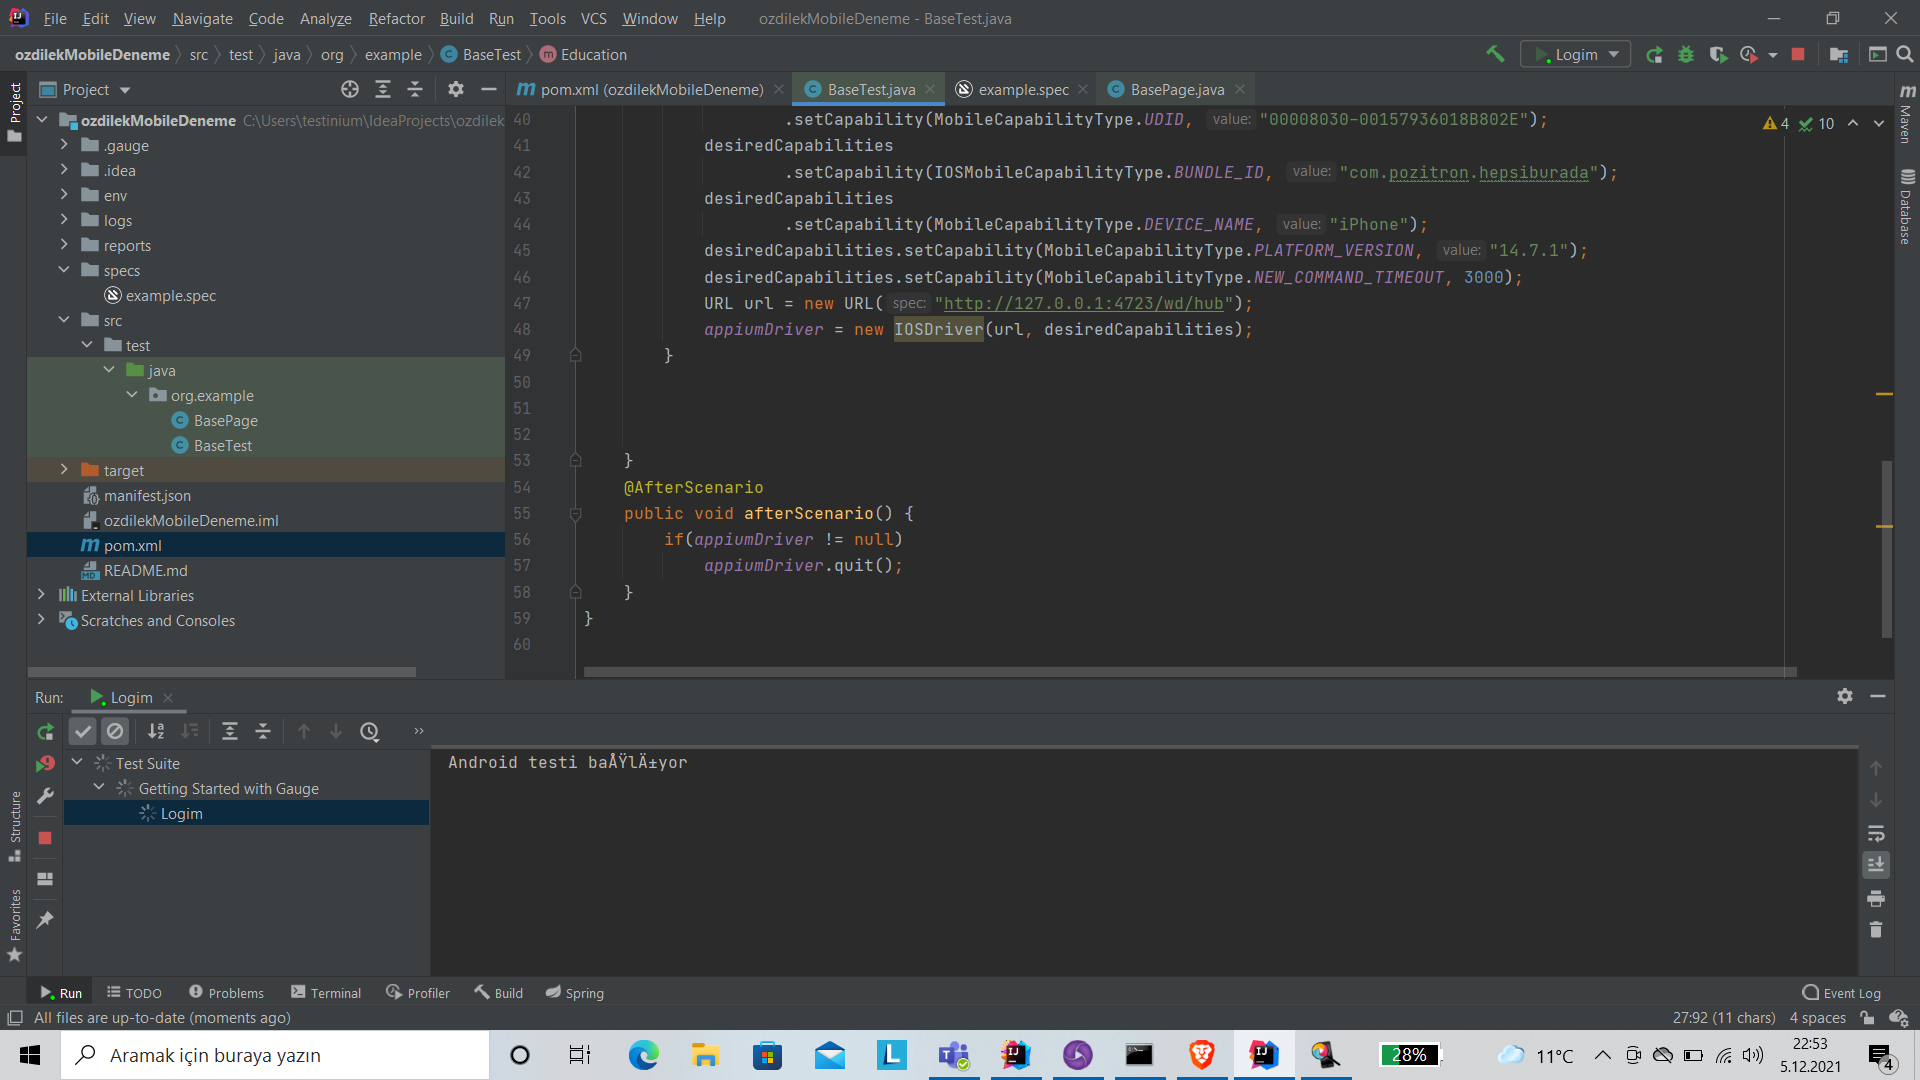 File Edit View Navigate Code Analyze Refactor Build Run Tools VCS Window Help ozdilekMobileDeneme - BaseTest.java
ozdilekMobileDeneme src test java org example BaseTest Education
Logim
Project
pom.xml (ozdilekMobileDeneme) BaseTest.java example.spec BasePage.java
ozdilekMobileDeneme C:\Users\testinium\IdeaProjects\ozdilek
.gauge
.idea
env
logs
reports
specs
example.spec
src
test
java
org.example
BasePage
BaseTest
target
manifest.json
ozdilekMobileDeneme.iml
pom.xml
README.md
External Libraries
Scratches and Consoles
40 .setCapability(MobileCapabilityType.UDID, value: "00008030-00157936018B802E");
41 desiredCapabilities
42 .setCapability(IOSMobileCapabilityType.BUNDLE_ID, value: "com.pozitron.hepsiburada");
43 desiredCapabilities
44 .setCapability(MobileCapabilityType.DEVICE_NAME, value: "iPhone");
45 desiredCapabilities.setCapability(MobileCapabilityType.PLATFORM_VERSION, value: "14.7.1");
46 desiredCapabilities.setCapability(MobileCapabilityType.NEW_COMMAND_TIMEOUT, 3000);
47 URL url = new URL( spec: "http://127.0.0.1:4723/wd/hub");
48 appiumDriver = new IOSDriver(url, desiredCapabilities);
49 }
50
51
52
53 }
54 @AfterScenario
55 public void afterScenario() {
56 if(appiumDriver != null)
57 appiumDriver.quit();
58 }
59 }
60
4 10
Project
Structure
Favorites
Maven
Database
Run: Logim
Test Suite
Getting Started with Gauge
Logim
Android testi baÅŸlÄ±yor
Run TODO Problems Terminal Profiler Build Spring Event Log
All files are up-to-date (moments ago) 27:92 (11 chars) 4 spaces
Aramak için buraya yazın
28% 11°C 22:53
5.12.2021
4